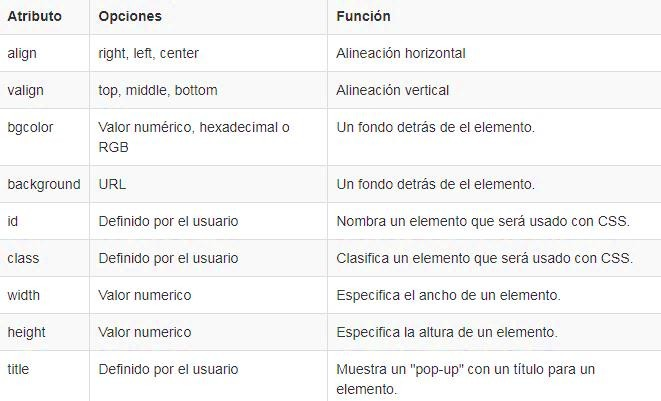 Atributo Opciones Función
align right, left, center Alineación horizontal
valign top, middle, bottom Alineación vertical
bgcolor Valor numérico, hexadecimal o Un fondo detrás de el elemento.
RGB
background URL Un fondo detrás de el elemento.
id Definido por el usuario Nombra un elemento que será usado con CSS.
class Definido por el usuario Clasifica un elemento que será usado con CSS.
width Valor numerico Especifica el ancho de un elemento.
height Valor numerico Especifica la altura de un elemento.
title Definido por el usuario Muestra un "pop-up" con un título para un
elemento.